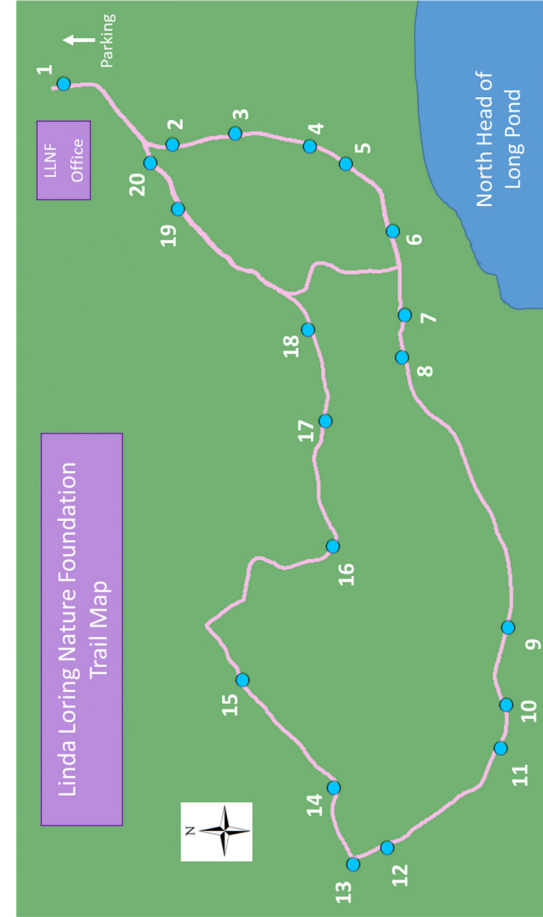 Linda Loring Nature Foundation
Trail Map
LLNF
Office
Parking
North Head of
Long Pond
N
1
2
3
4
5
6
7
8
9
10
11
12
13
14
15
16
17
18
19
20